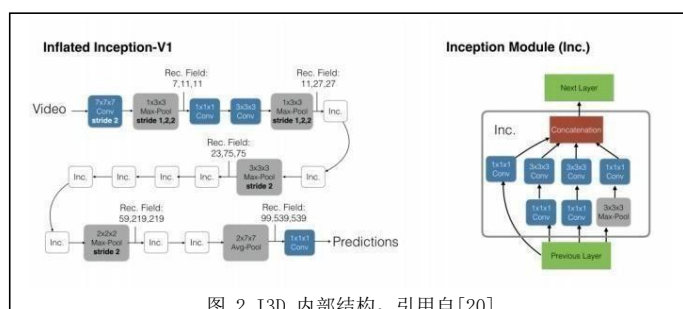 Inflated Inception-V1
Rec. Field:
7,11,11
Rec. Field:
11,27,27
Video
7x7x7
Conv
stride 2
1x3x3
Max-Pool
stride 1,2,2
1x1x1
Conv
3x3x3
Conv
1x3x3
Max-Pool
stride 1,2,2
Inc.
Rec. Field:
23,75,75
Inc.
Inc.
Inc.
Inc.
Inc.
3x3x3
Max-Pool
stride 2
Inc.
Rec. Field:
59,219,219
Rec. Field:
99,539,539
Inc.
2x2x2
Max-Pool
stride 2
Inc.
Inc.
2x7x7
Avg-Pool
1x1x1
Conv
Predictions
Inception Module (Inc.)
Next Layer
Inc.
Concatenation
1x1x1
Conv
3x3x3
Conv
3x3x3
Conv
1x1x1
Conv
1x1x1
Conv
1x1x1
Conv
3x3x3
Max-Pool
Previous Layer
图 2 I3D 内部结构, 引用自[20]